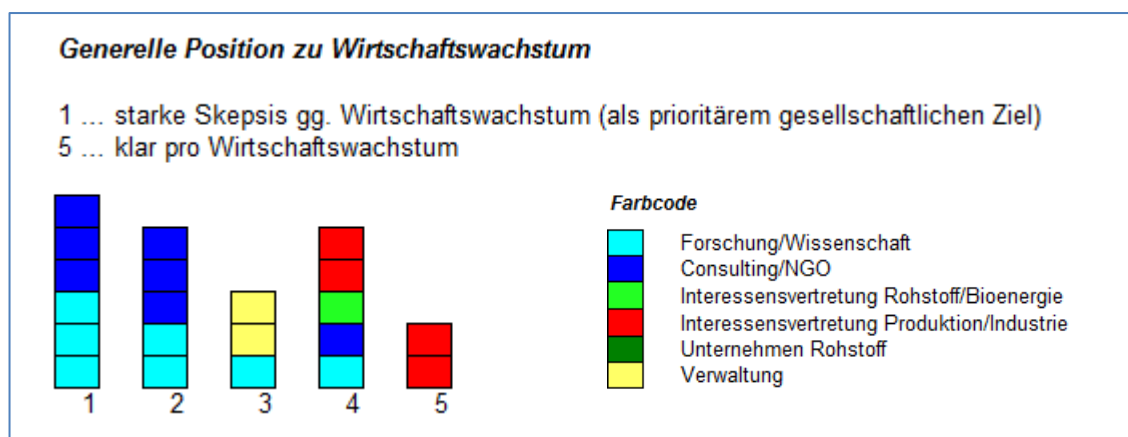 Generelle Position zu Wirtschaftswachstum
1 ... starke Skepsis gg. Wirtschaftswachstum (als prioritärem gesellschaftlichen Ziel)
5 ... klar pro Wirtschaftswachstum
Farbcode
Forschung/Wissenschaft
Consulting/NGO
Interessensvertretung Rohstoff/Bioenergie
Interessensvertretung Produktion/Industrie
Unternehmen Rohstoff
Verwaltung
1 2 3 4 5